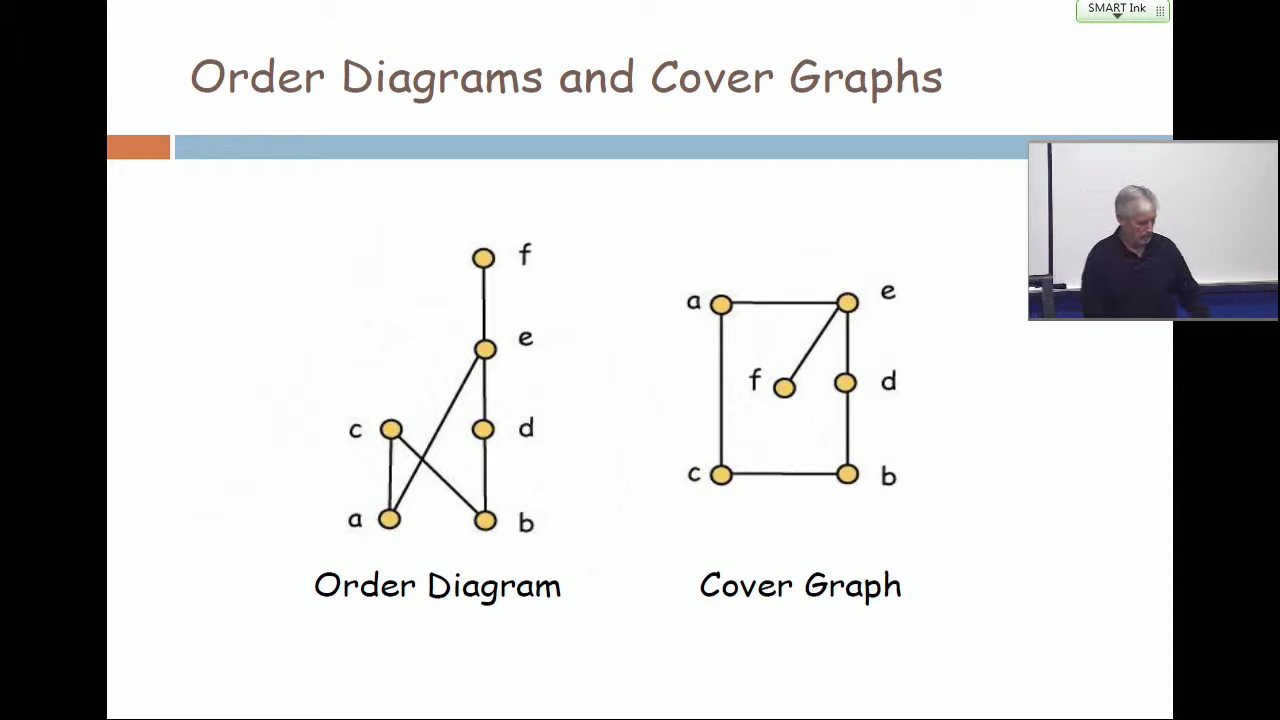 SMART Ink
Order Diagrams and Cover Graphs
f
e
c
d
a
b
Order Diagram
a
e
f
d
c
b
Cover Graph